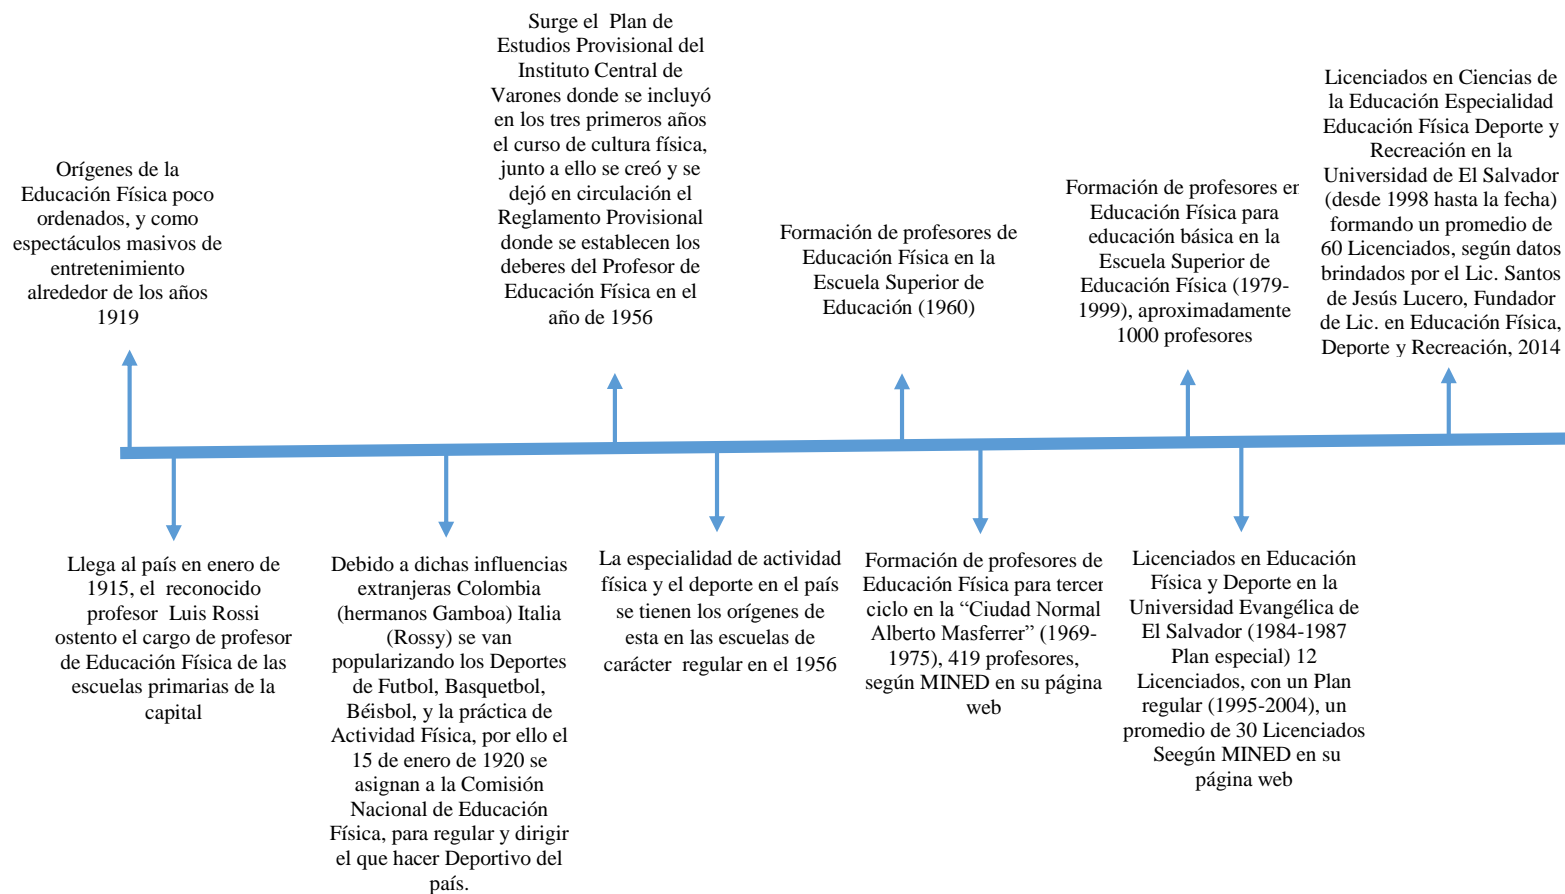 Orígenes de la
Educación Física poco
ordenados, y como
espectáculos masivos de
entretenimiento
alrededor de los años
1919
Surge el Plan de
Estudios Provisional del
Instituto Central de
Varones donde se incluyó
en los tres primeros años
el curso de cultura física,
junto a ello se creó y se
dejó en circulación el
Reglamento Provisional
donde se establecen los
deberes del Profesor de
Educación Física en el
año de 1956
Formación de profesores de
Educación Física en la
Escuela Superior de
Educación (1960)
Formación de profesores en
Educación Física para
educación básica en la
Escuela Superior de
Educación Física (1979-
1999), aproximadamente
1000 profesores
Licenciados en Ciencias de
la Educación Especialidad
Educación Física Deporte y
Recreación en la
Universidad de El Salvador
(desde 1998 hasta la fecha)
formando un promedio de
60 Licenciados, según datos
brindados por el Lic. Santos
de Jesús Lucero, Fundador
de Lic. en Educación Física,
Deporte y Recreación, 2014
Llega al país en enero de
1915, el reconocido
profesor Luis Rossi
ostento el cargo de profesor
de Educación Física de las
escuelas primarias de la
capital
Debido a dichas influencias
extranjeras Colombia
(hermanos Gamboa) Italia
(Rossy) se van
popularizando los Deportes
de Futbol, Basquetbol,
Béisbol, y la práctica de
Actividad Física, por ello el
15 de enero de 1920 se
asignan a la Comisión
Nacional de Educación
Física, para regular y dirigir
el que hacer Deportivo del
país.
La especialidad de actividad
física y el deporte en el país
se tienen los orígenes de
esta en las escuelas de
carácter regular en el 1956
Formación de profesores de
Educación Física para tercer
ciclo en la “Ciudad Normal
Alberto Masferrer” (1969-
1975), 419 profesores,
según MINED en su página
web
Licenciados en Educación
Física y Deporte en la
Universidad Evangélica de
El Salvador (1984-1987
Plan especial) 12
Licenciados, con un Plan
regular (1995-2004), un
promedio de 30 Licenciados
Seegún MINED en su
página web